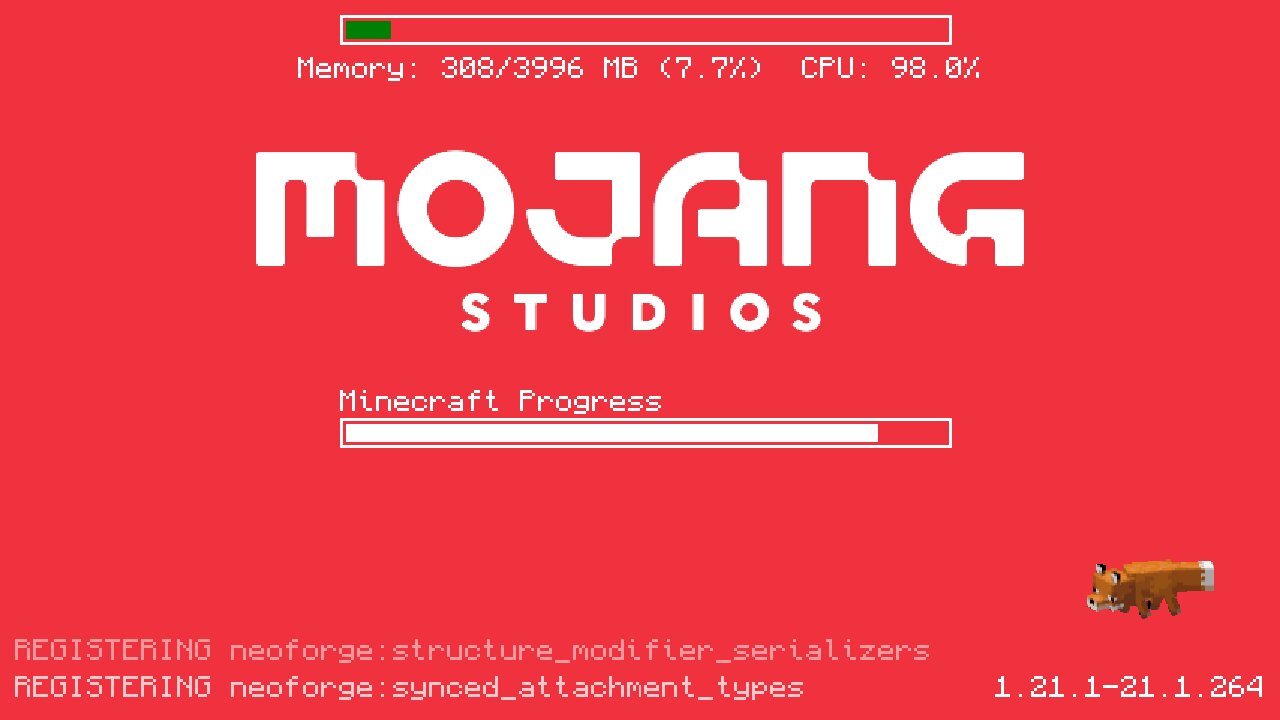 Memory: 308/3996 MB (7.7%)  CPU: 98.0%
MOJANG
STUDIOS
Minecraft Progress
REGISTERING neoforge:structure_modifier_serializers
REGISTERING neoforge:synced_attachment_types
1.21.1-21.1.264